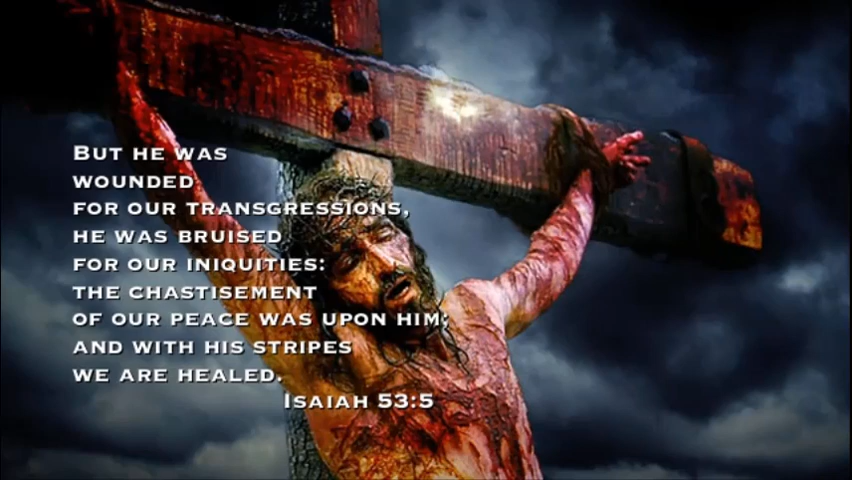 But he was
wounded
for our transgressions,
he was bruised
for our iniquities:
the chastisement
of our peace was upon him;
and with his stripes
we are healed.
Isaiah 53:5